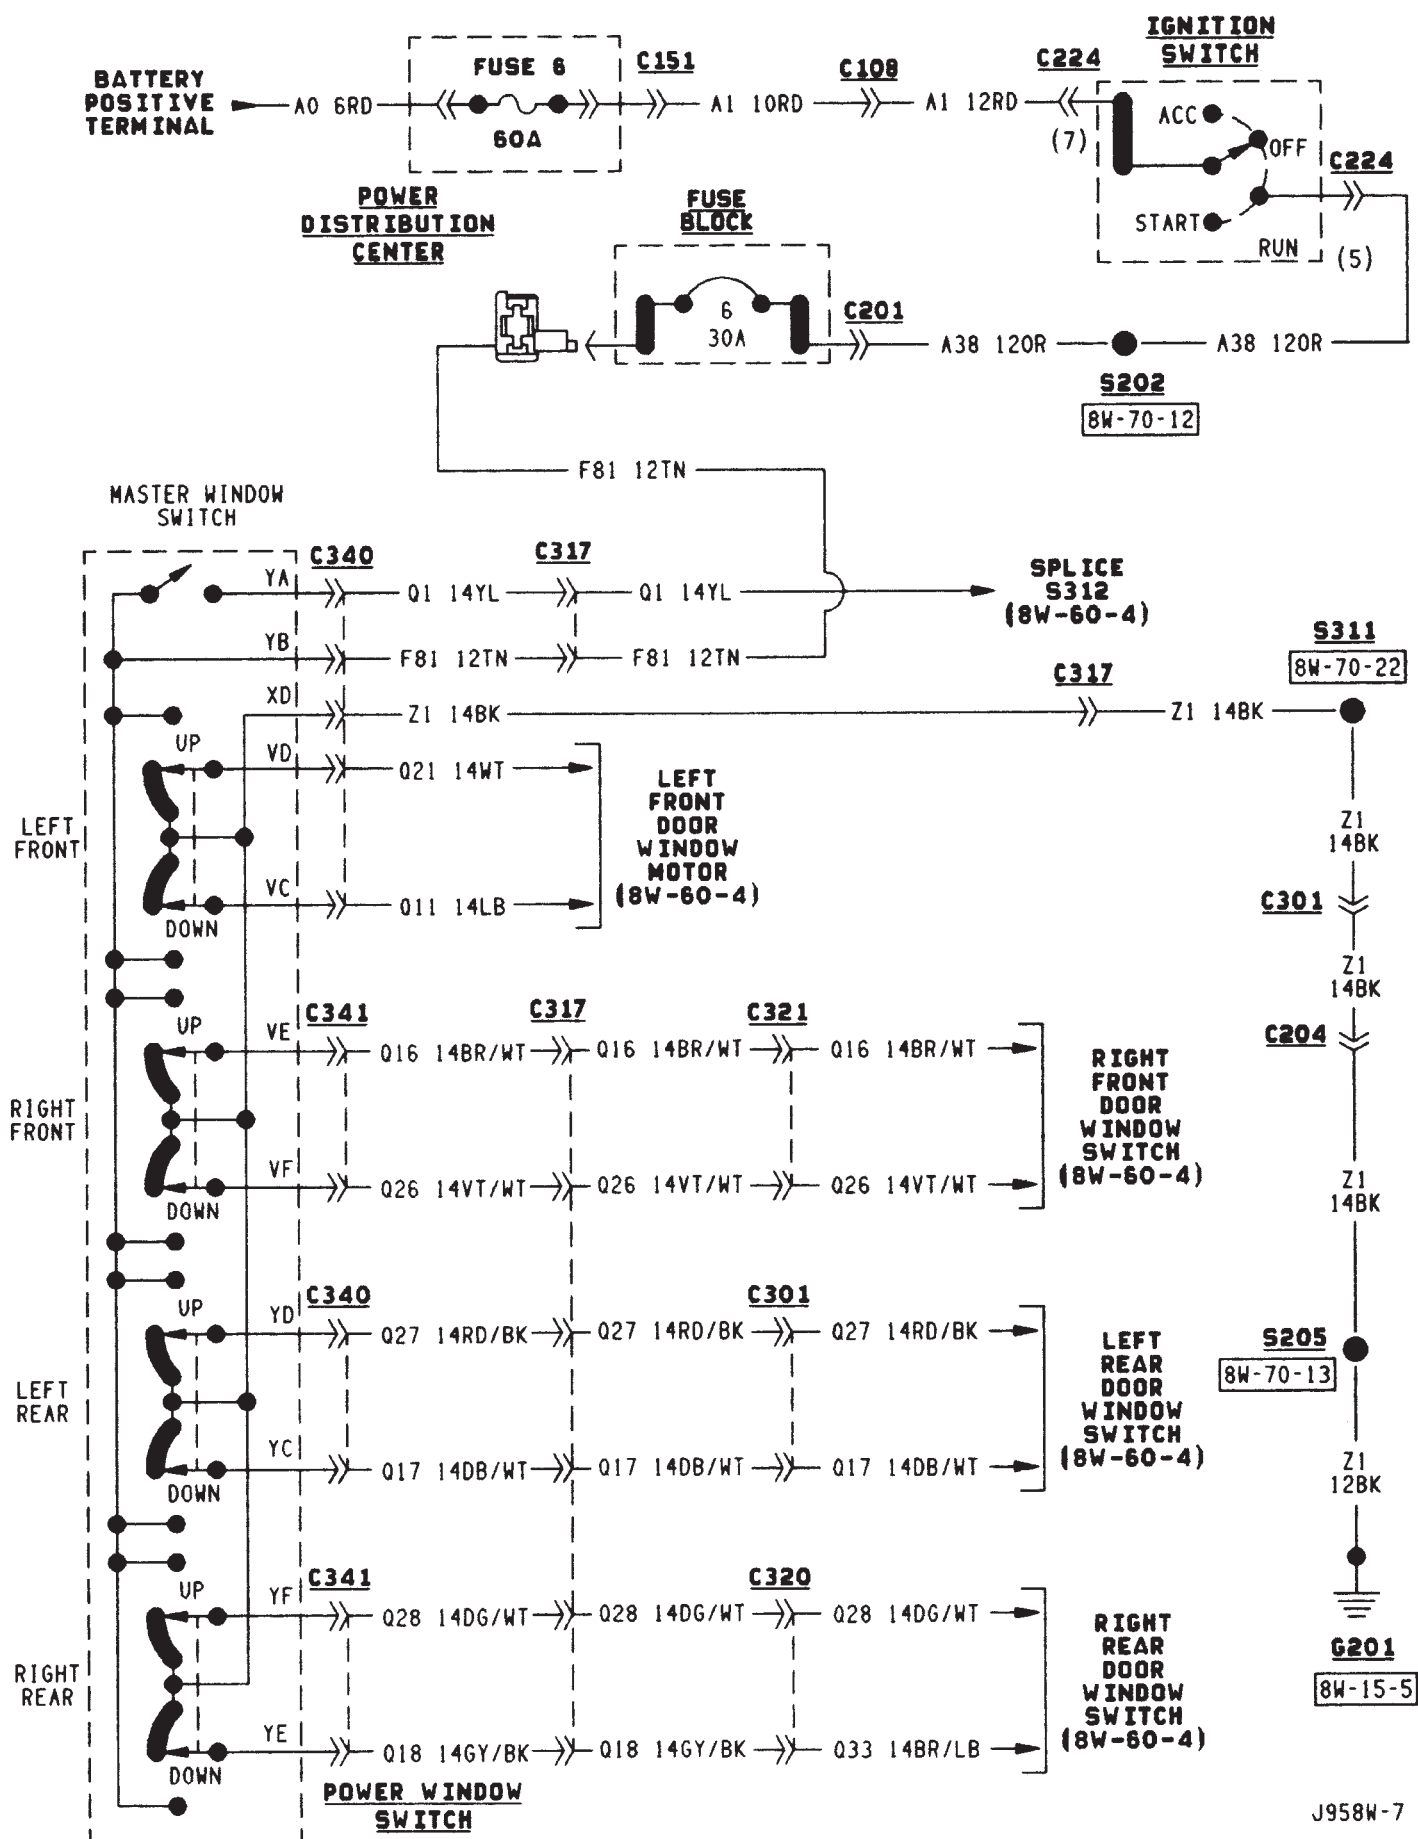 IGNITION
SWITCH
BATTERY
POSITIVE
TERMINAL
A0 6RD
FUSE 6
60A
C151
A1 10RD
C108
A1 12RD
C224
(7)
ACC
OFF
START
RUN
C224
(5)
POWER
DISTRIBUTION
CENTER
FUSE
BLOCK
6
30A
C201
A38 12OR
A38 12OR
S202
8W-70-12
F81 12TN
MASTER WINDOW
SWITCH
YA
C340
Q1 14YL
C317
Q1 14YL
SPLICE
S312
(8W-60-4)
YB
F81 12TN
F81 12TN
S311
8W-70-22
XD
Z1 14BK
C317
Z1 14BK
UP
VD
Q21 14WT
LEFT
FRONT
LEFT
FRONT
DOOR
WINDOW
MOTOR
(8W-60-4)
VC
Q11 14LB
DOWN
Z1
14BK
C301
Z1
14BK
C204
Z1
14BK
UP
VE
C341
Q16 14BR/WT
C317
Q16 14BR/WT
C321
Q16 14BR/WT
RIGHT
FRONT
RIGHT
FRONT
DOOR
WINDOW
SWITCH
(8W-60-4)
VF
Q26 14VT/WT
Q26 14VT/WT
Q26 14VT/WT
DOWN
UP
YD
C340
Q27 14RD/BK
Q27 14RD/BK
C301
Q27 14RD/BK
LEFT
REAR
LEFT
REAR
DOOR
WINDOW
SWITCH
(8W-60-4)
YC
Q17 14DB/WT
Q17 14DB/WT
Q17 14DB/WT
DOWN
S205
8W-70-13
Z1
12BK
UP
YF
C341
Q28 14DG/WT
Q28 14DG/WT
C320
Q28 14DG/WT
RIGHT
REAR
RIGHT
REAR
DOOR
WINDOW
SWITCH
(8W-60-4)
YE
Q18 14GY/BK
Q18 14GY/BK
Q33 14BR/LB
DOWN
G201
8W-15-5
POWER WINDOW
SWITCH
J958W-7